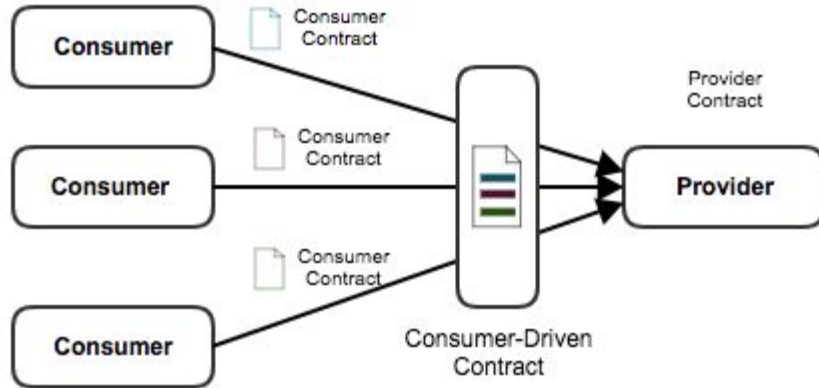 Consumer
Consumer
Contract
Provider
Contract
Consumer
Consumer
Contract
Provider
Consumer
Contract
Consumer
Consumer-Driven
Contract